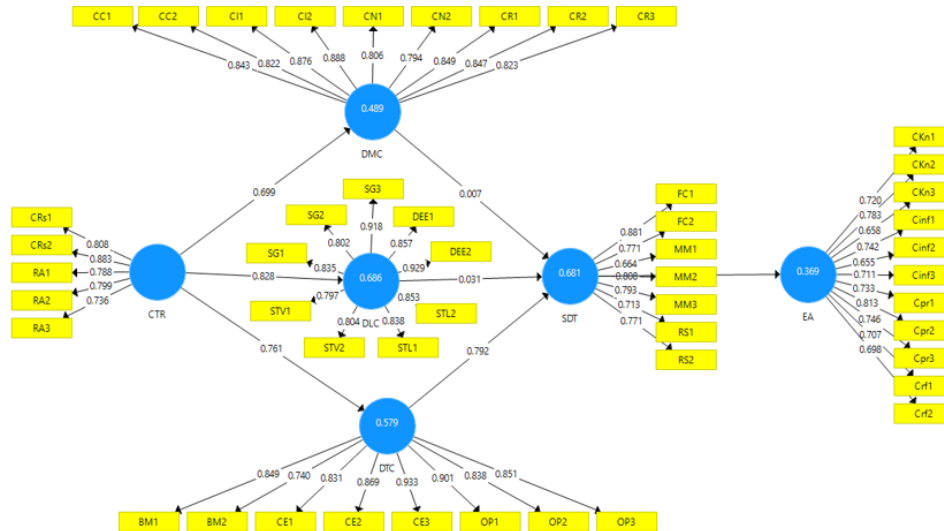 CC1 CC2 CI1 CI2 CN1 CN2 CR1 CR2 CR3
0.843 0.822 0.876 0.888 0.806 0.794 0.849 0.847 0.823
0.489
DMC
0.699
0.007
CRs1
CRs2
RA1
RA2
RA3
0.808
0.883
0.788
0.799
0.736
CTR
0.828
0.761
SG3
SG2
DEE1
SG1
DEE2
STV1
STL2
STV2
STL1
0.918
0.802
0.857
0.835
0.929
0.797
0.853
0.804
0.838
0.686
DLC
0.031
0.792
0.681
SDT
FC1
FC2
MM1
MM2
MM3
RS1
RS2
0.881
0.771
0.664
0.808
0.793
0.713
0.771
0.369
EA
CKn1
CKn2
CKn3
Cinf1
Cinf2
Cinf3
Cpr1
Cpr2
Cpr3
Crf1
Crf2
0.720
0.783
0.658
0.742
0.655
0.711
0.733
0.813
0.746
0.707
0.698
0.579
DTC
0.849 0.740 0.831 0.869 0.933 0.901 0.838 0.851
BM1 BM2 CE1 CE2 CE3 OP1 OP2 OP3